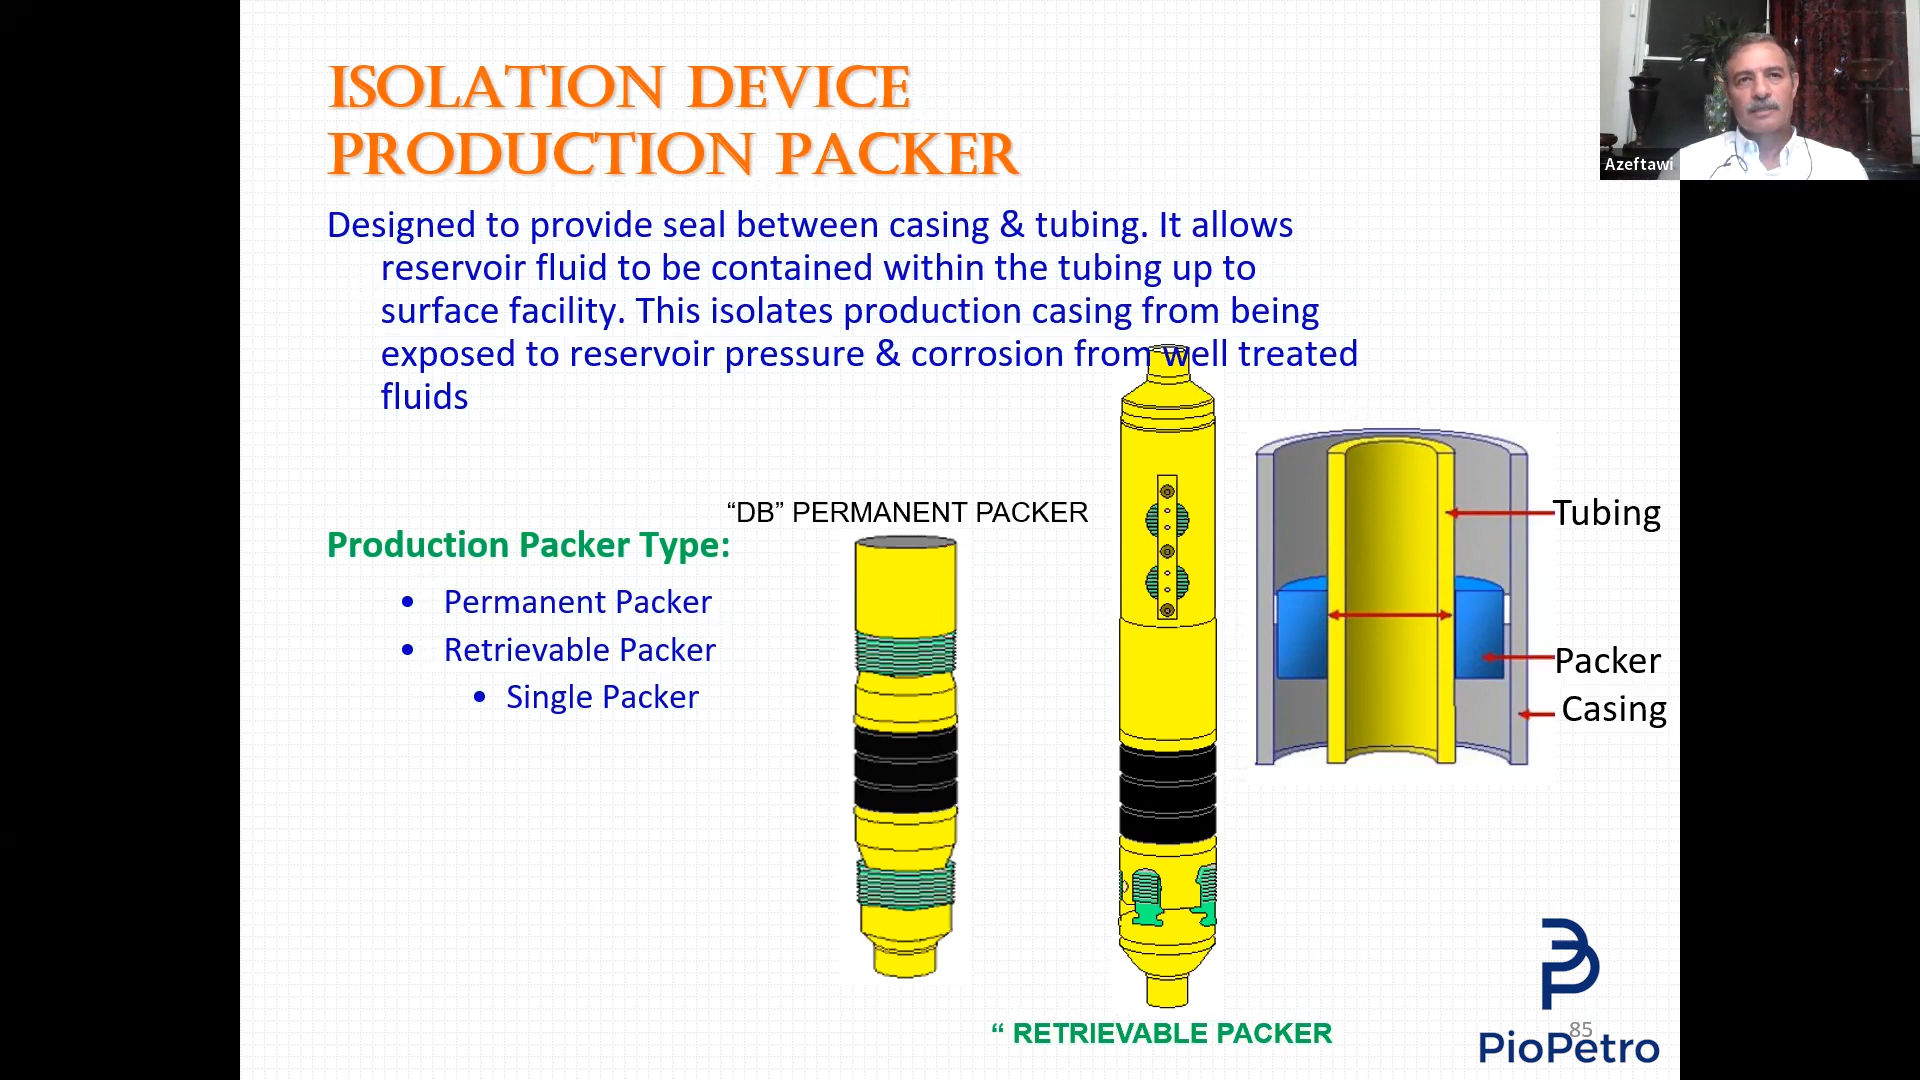 ISOLATION DEVICE
PRODUCTION PACKER
Azeftawi
Designed to provide seal between casing & tubing. It allows
reservoir fluid to be contained within the tubing up to
surface facility. This isolates production casing from being
exposed to reservoir pressure & corrosion from well treated
fluids
“DB” PERMANENT PACKER
Production Packer Type:
• Permanent Packer
• Retrievable Packer
• Single Packer
Tubing
Packer
Casing
“ RETRIEVABLE PACKER
85
PioPetro